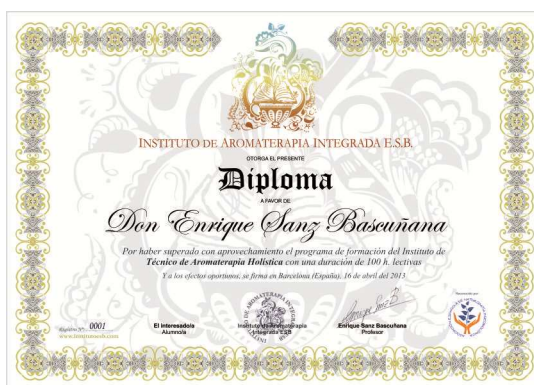 INSTITUTO DE AROMATERAPIA INTEGRADA E.S.B.
OTORGA EL PRESENTE
Diploma
A FAVOR DE
Don Enrique Sanz Bascuñana
Por haber superado con aprovechamiento el programa de formación del Instituto de
Técnico de Aromaterapia Holística con una duración de 100 h. lectivas
Y a los efectos oportunos, se firma en Barcelona (España), 16 de abril del 2013
Registro Nº: 0001
www.institutoesb.com
El Interesado/a
Alumno/a
Instituto de Aromaterapia
Integrada ESB
Enrique Sanz Bascuñana
Profesor